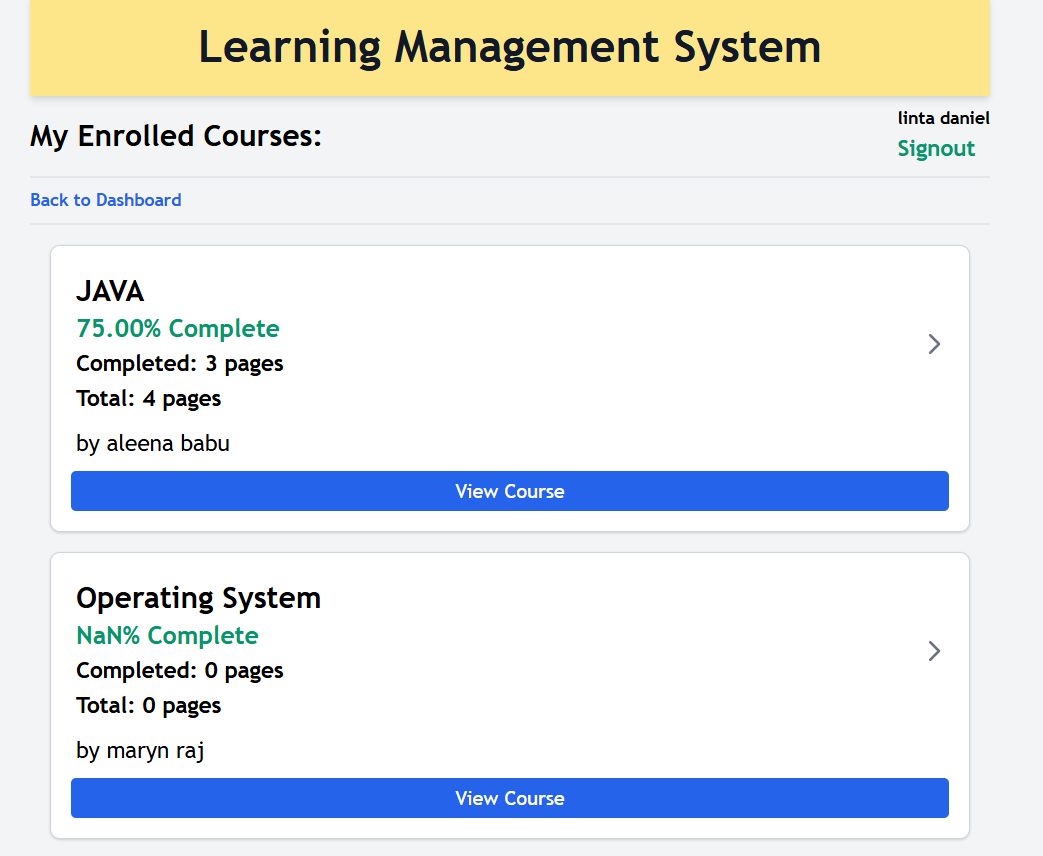 Learning Management System
My Enrolled Courses:
linta daniel
Signout
Back to Dashboard
JAVA
75.00% Complete
Completed: 3 pages
Total: 4 pages
by aleena babu
View Course
Operating System
NaN% Complete
Completed: 0 pages
Total: 0 pages
by maryn raj
View Course